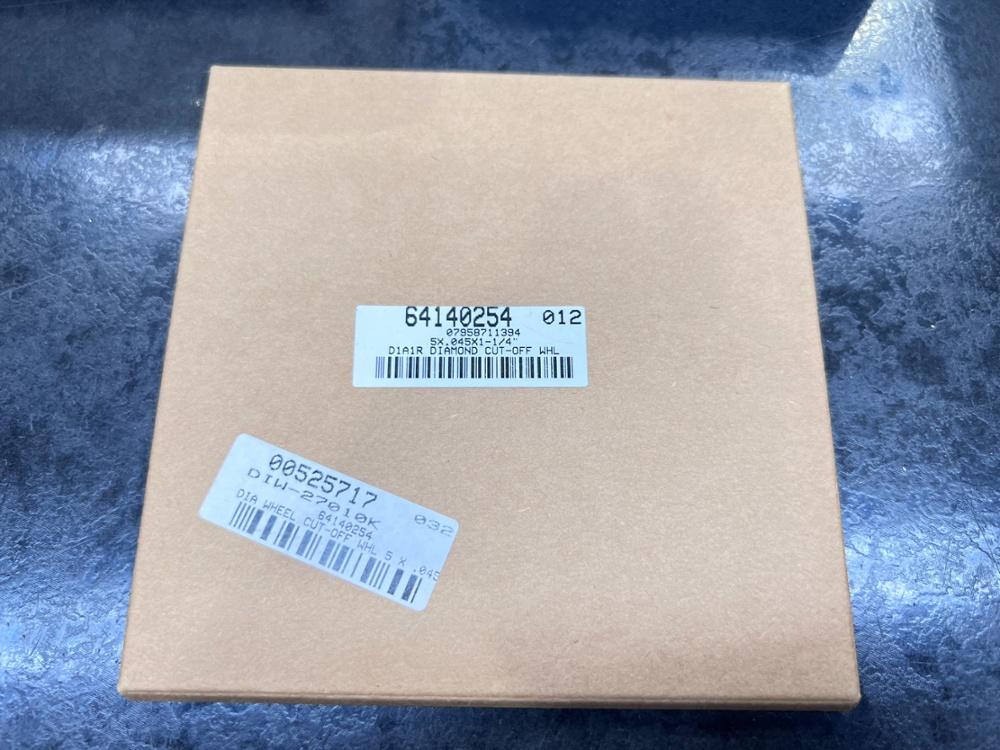 64140254 012
07958711394
5X.045X1-1/4"
D1A1R DIAMOND CUT-OFF WHL
00525717
DIW-27010K 032
64140254
DIA WHEEL CUT-OFF WHL 5 X .045